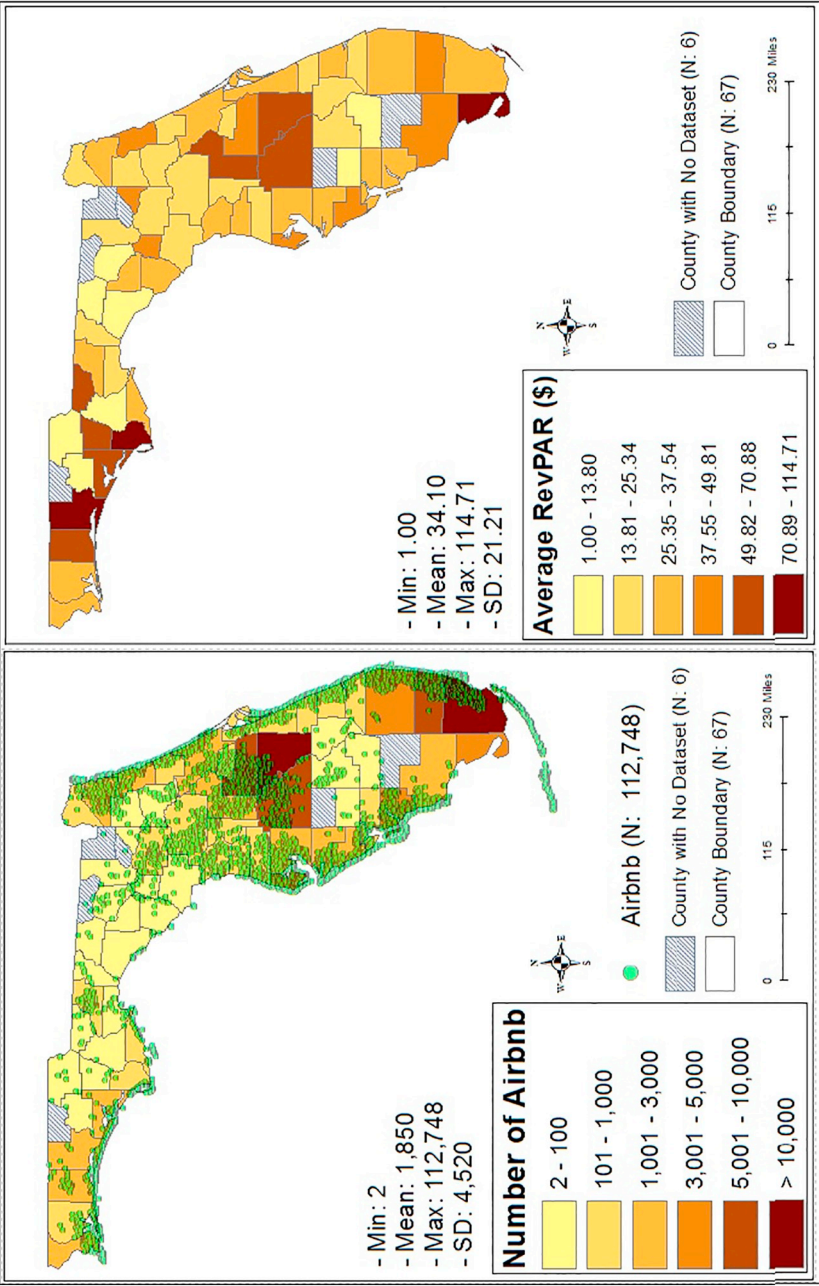 - Min: 2
- Mean: 1,850
- Max: 112,748
- SD: 4,520
Number of Airbnb
2 - 100
101 - 1,000
1,001 - 3,000
3,001 - 5,000
5,001 - 10,000
> 10,000
N
W E
S
Airbnb (N: 112,748)
County with No Dataset (N: 6)
County Boundary (N: 67)
0 115 230 Miles
- Min: 1.00
- Mean: 34.10
- Max: 114.71
- SD: 21.21
Average RevPAR ($)
1.00 - 13.80
13.81 - 25.34
25.35 - 37.54
37.55 - 49.81
49.82 - 70.88
70.89 - 114.71
N
W E
S
County with No Dataset (N: 6)
County Boundary (N: 67)
0 115 230 Miles